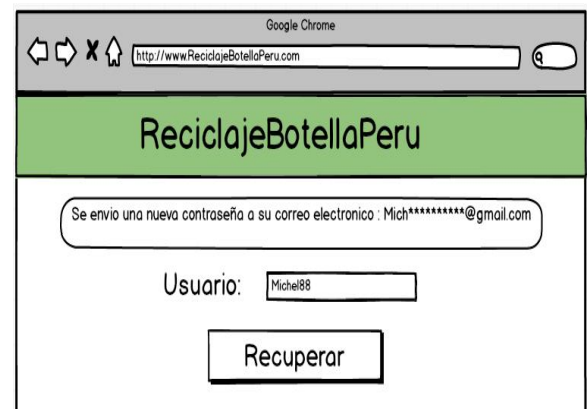 Google Chrome
http://www.ReciclajeBotellaPeru.com
ReciclajeBotellaPeru
Se envio una nueva contraseña a su correo electronico : Mich**********@gmail.com
Usuario: Michel88
Recuperar